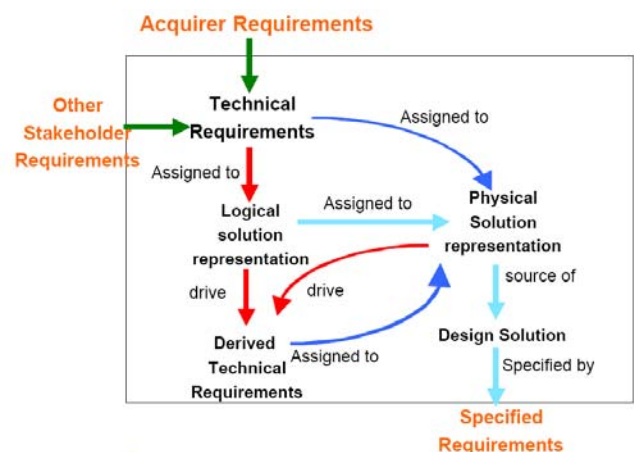 Acquirer Requirements
Other
Stakeholder
Requirements
Technical
Requirements
Assigned to
Assigned to
Logical
solution
representation
Assigned to
Physical
Solution
representation
drive
drive
source of
Derived
Technical
Requirements
Assigned to
Design Solution
Specified by
Specified
Requirements